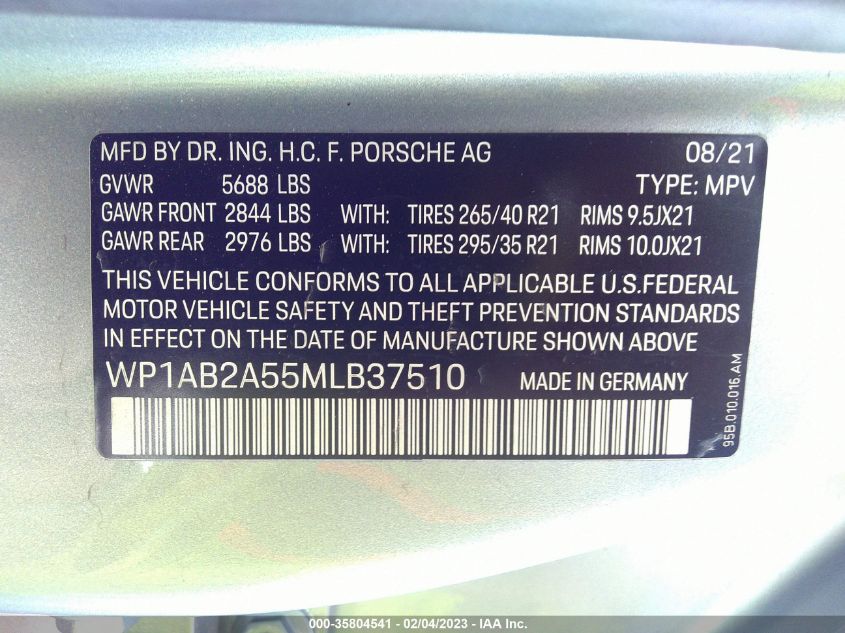 MFD BY DR. ING. H.C. F. PORSCHE AG 08/21
GVWR 5688 LBS TYPE: MPV
GAWR FRONT 2844 LBS WITH: TIRES 265/40 R21 RIMS 9.5JX21
GAWR REAR 2976 LBS WITH: TIRES 295/35 R21 RIMS 10.0JX21
THIS VEHICLE CONFORMS TO ALL APPLICABLE U.S.FEDERAL
MOTOR VEHICLE SAFETY AND THEFT PREVENTION STANDARDS
IN EFFECT ON THE DATE OF MANUFACTURE SHOWN ABOVE
WP1AB2A55MLB37510 MADE IN GERMANY
95B.010.016.AM
000-35804541 - 02/04/2023 - IAA Inc.